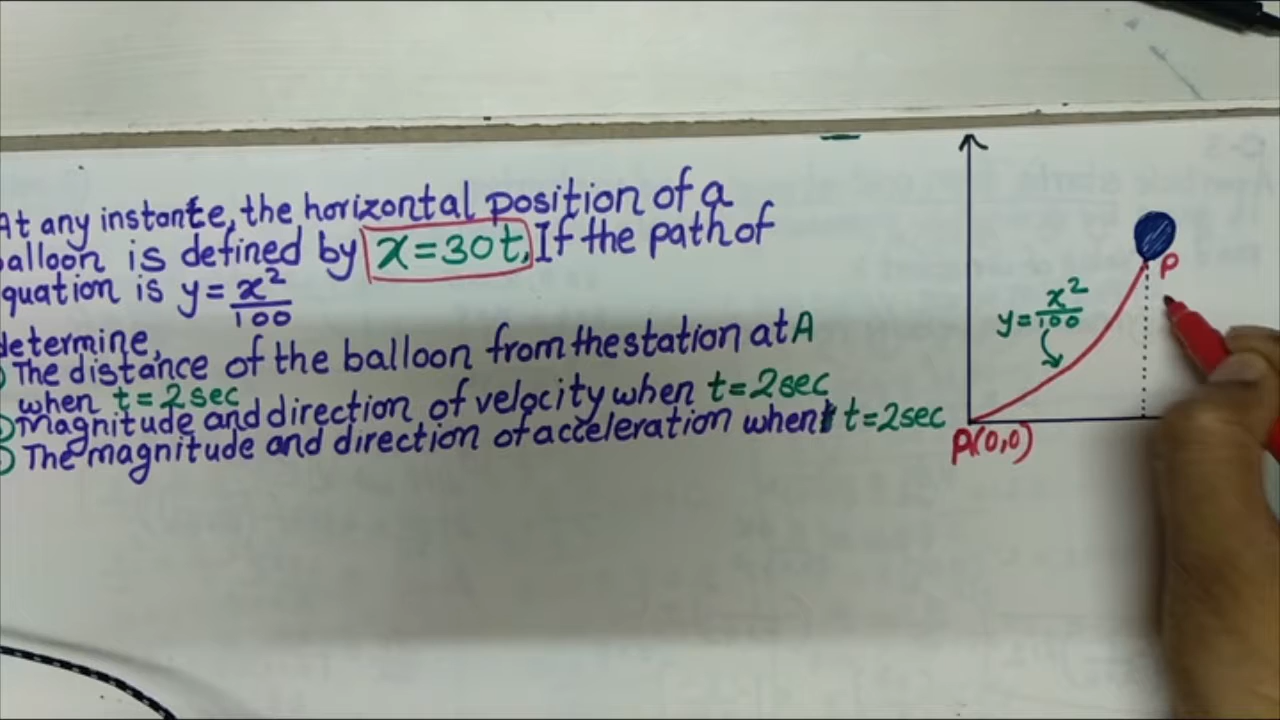 At any instante, the horizontal position of a
balloon is defined by x=30t. If the path of
quation is y=x²/100
determine,
The distance of the balloon from the station at A
when t=2sec
magnitude and direction of velocity when t=2sec
The magnitude and direction of acceleration when t=2sec
P
y=x²/100
P(0,0)